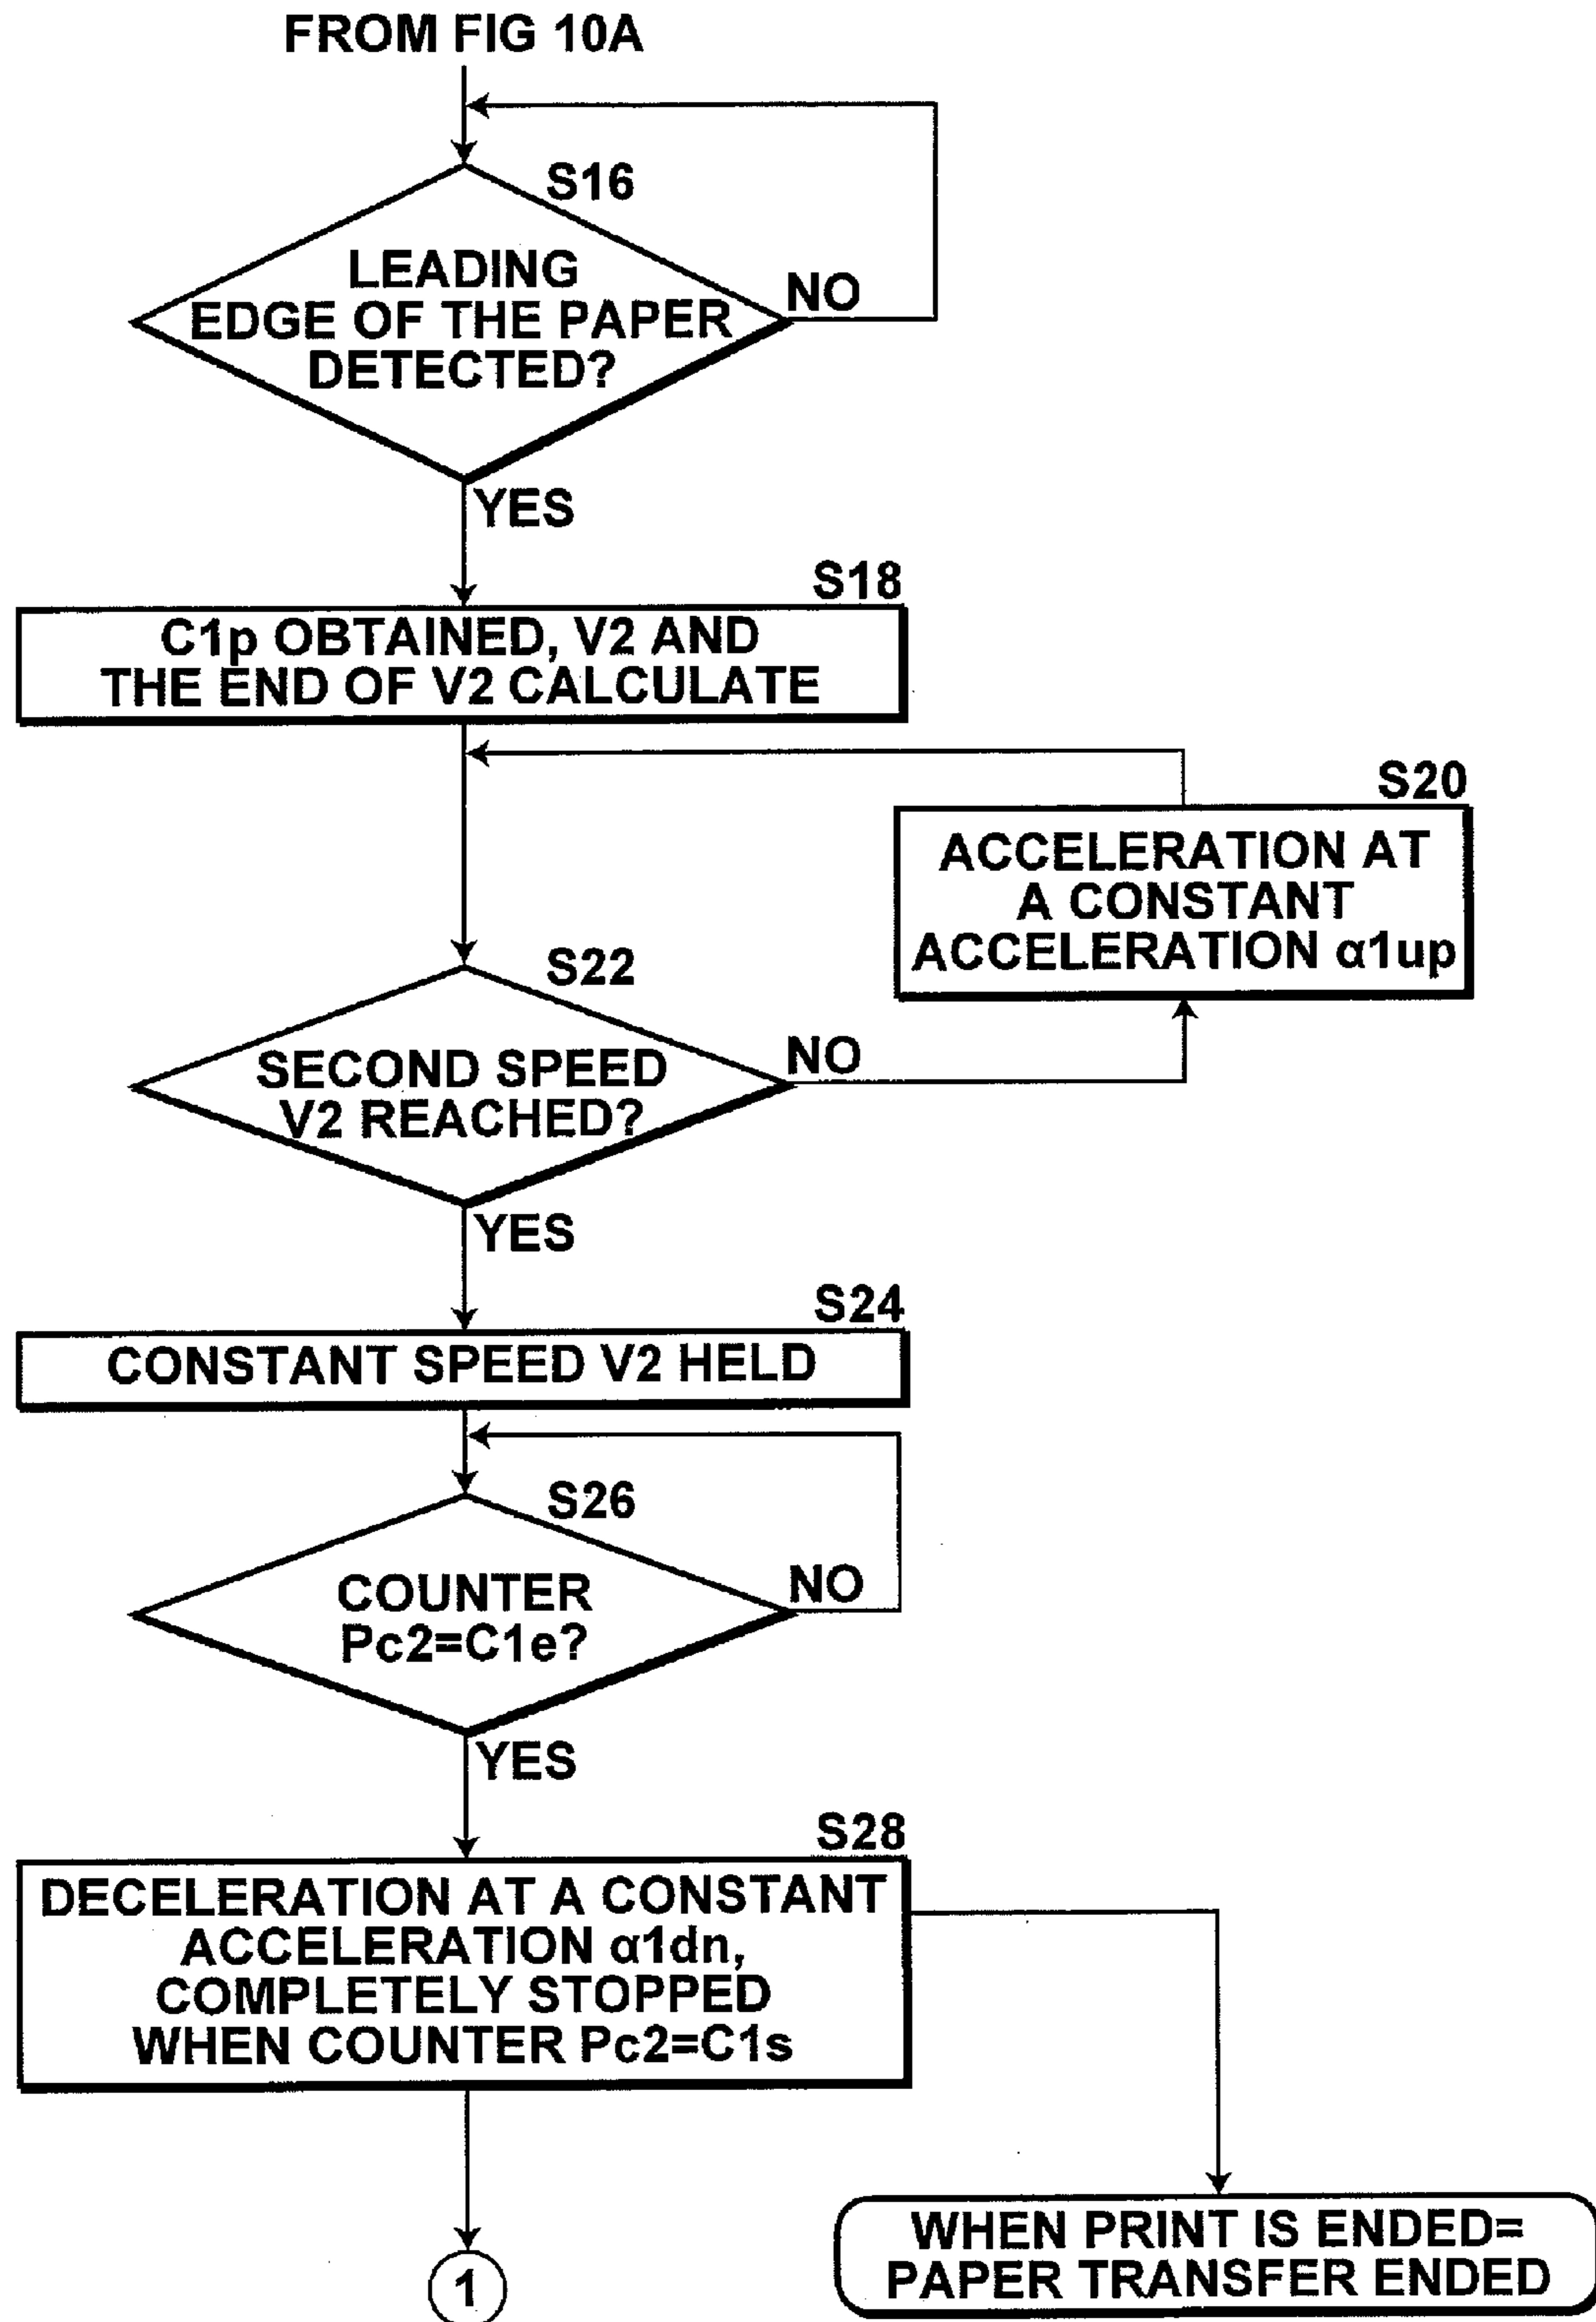 FROM FIG 10A
S16
LEADING
EDGE OF THE PAPER
DETECTED?
NO
YES
S18
C1p OBTAINED, V2 AND
THE END OF V2 CALCULATE
S20
ACCELERATION AT
A CONSTANT
ACCELERATION α1up
S22
SECOND SPEED
V2 REACHED?
NO
YES
S24
CONSTANT SPEED V2 HELD
S26
COUNTER
Pc2=C1e?
NO
YES
S28
DECELERATION AT A CONSTANT
ACCELERATION α1dn,
COMPLETELY STOPPED
WHEN COUNTER Pc2=C1s
WHEN PRINT IS ENDED=
PAPER TRANSFER ENDED
1